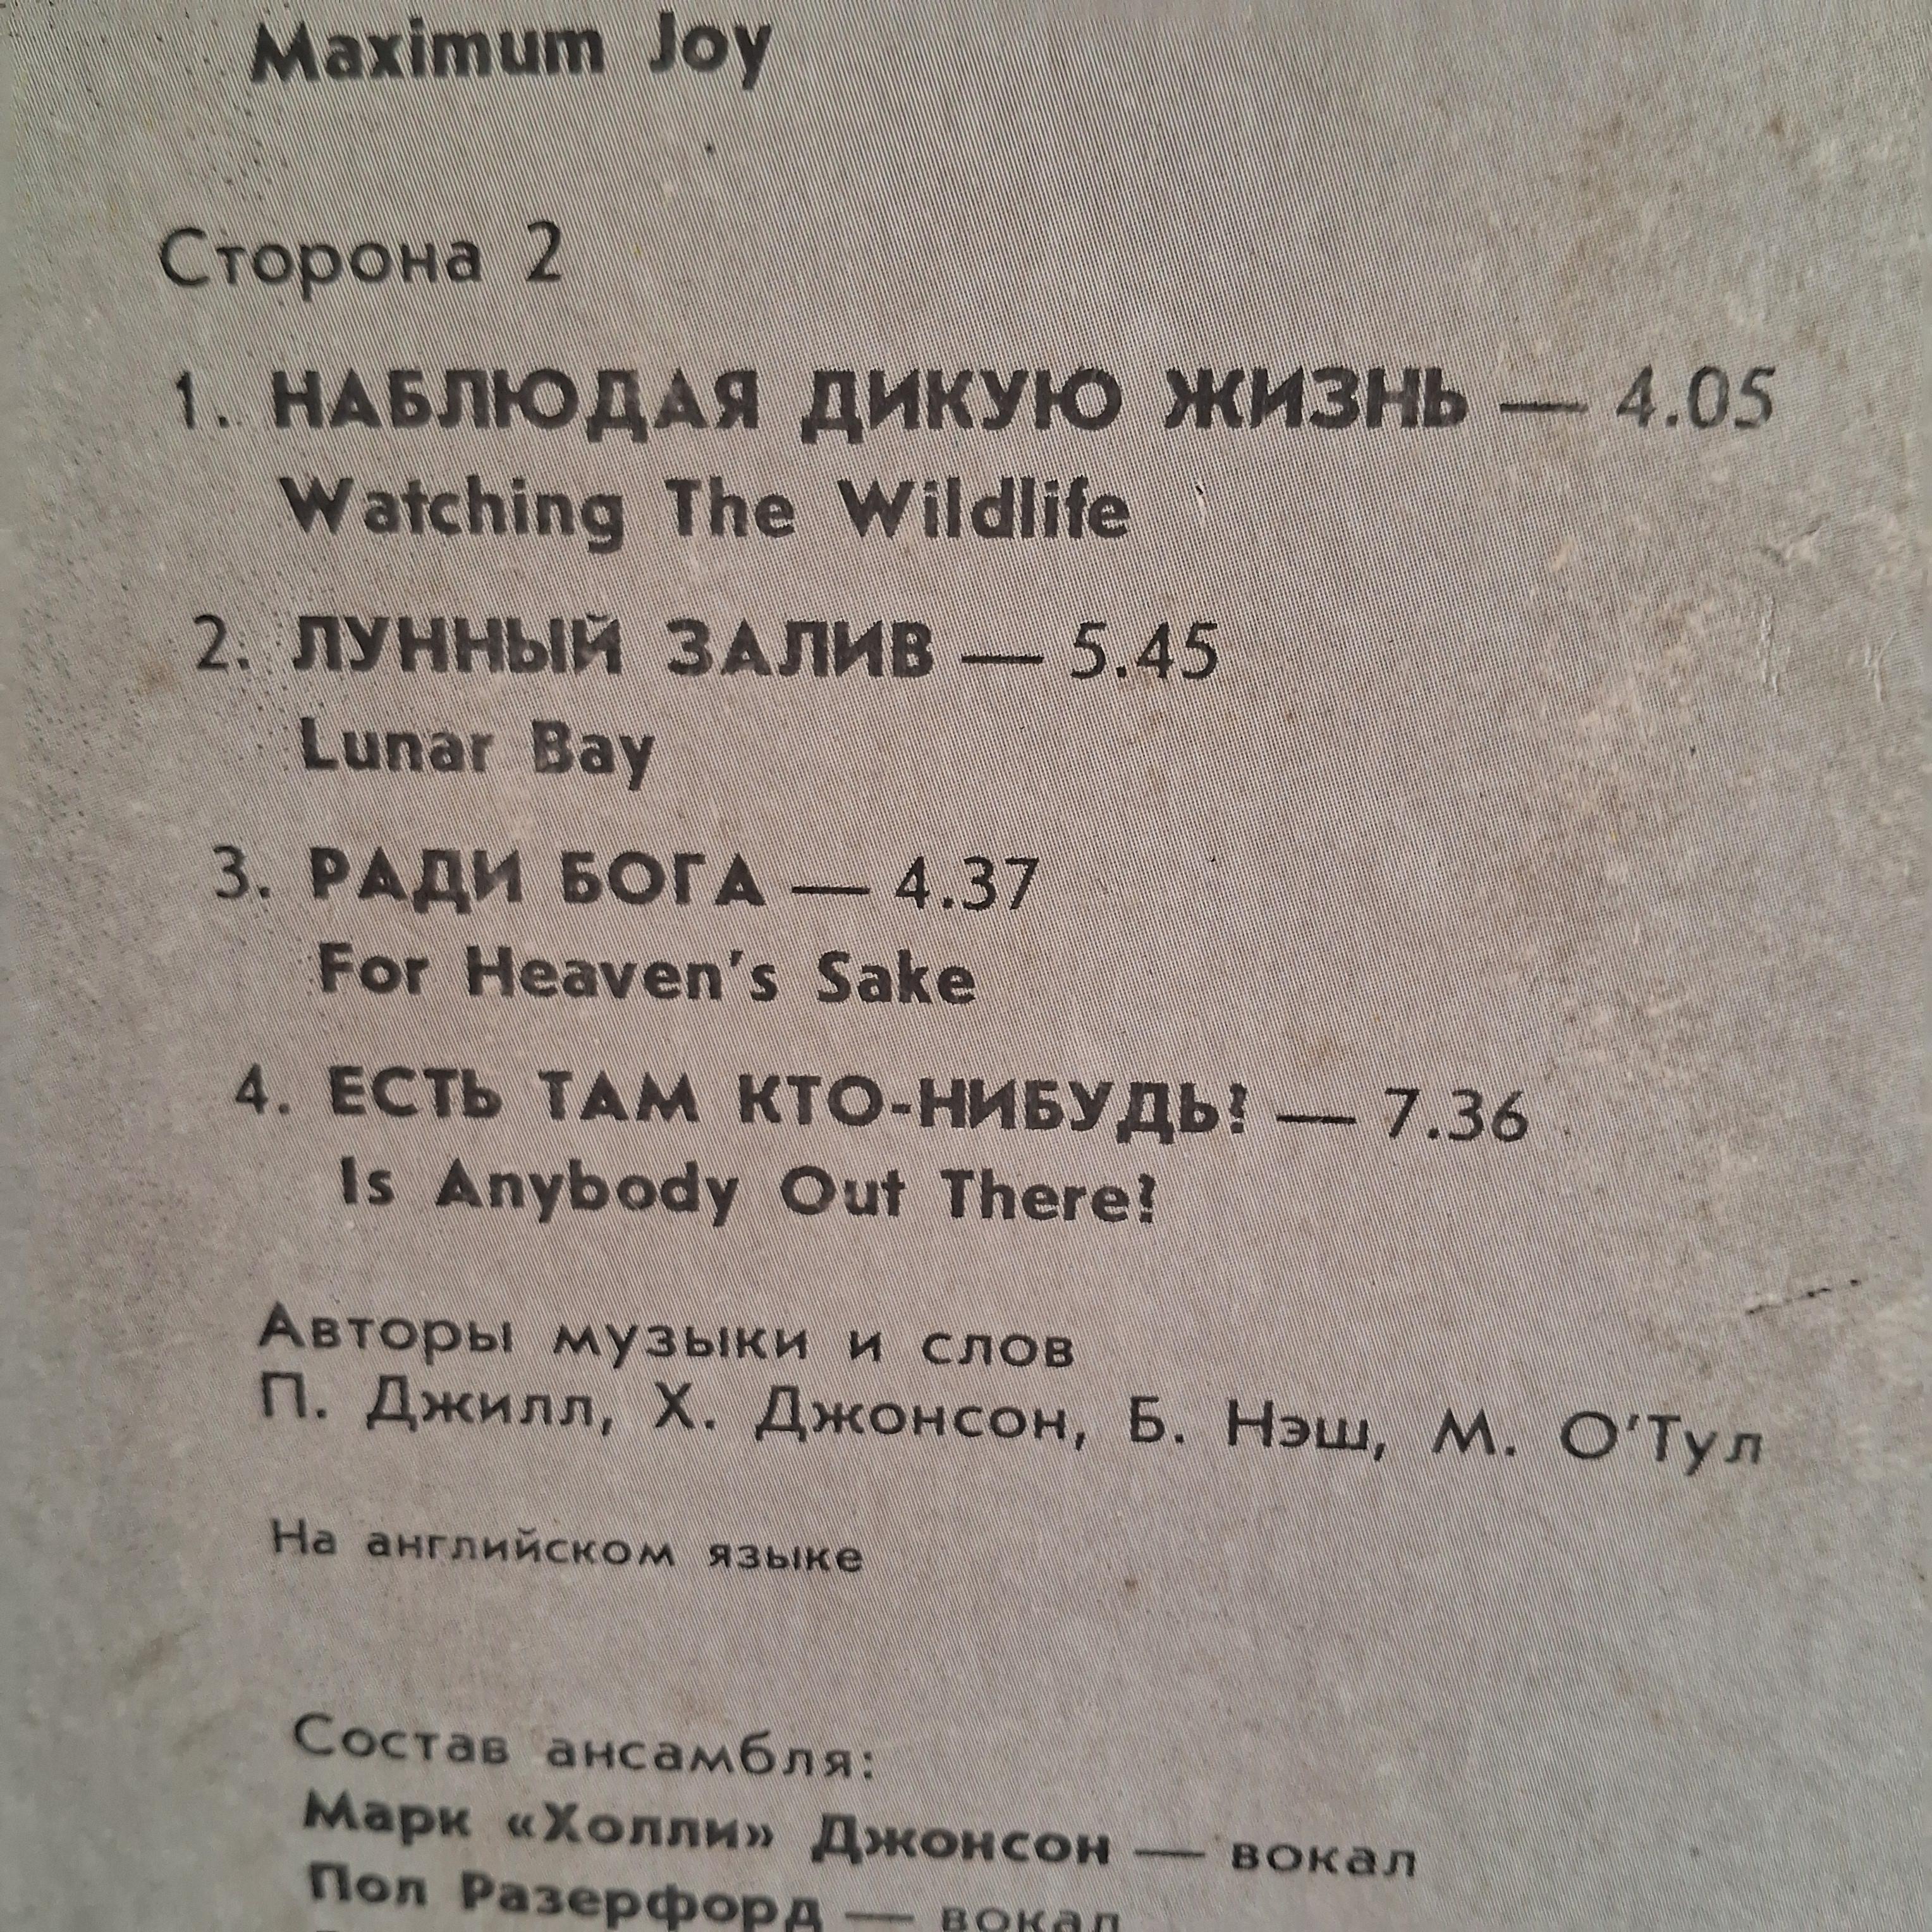 Maximum Joy
Сторона 2
1. НАБЛЮДАЯ ДИКУЮ ЖИЗНЬ — 4.05
Watching The Wildlife
2. ЛУННЫЙ ЗАЛИВ — 5.45
Lunar Bay
3. РАДИ БОГА — 4.37
For Heaven's Sake
4. ЕСТЬ ТАМ КТО-НИБУДЬ? — 7.36
Is Anybody Out There?
Авторы музыки и слов
П. Джилл, Х. Джонсон, Б. Нэш, М. О'Тул
На английском языке
Состав ансамбля:
Марк «Холли» Джонсон — вокал
Пол Разерфорд — вокал